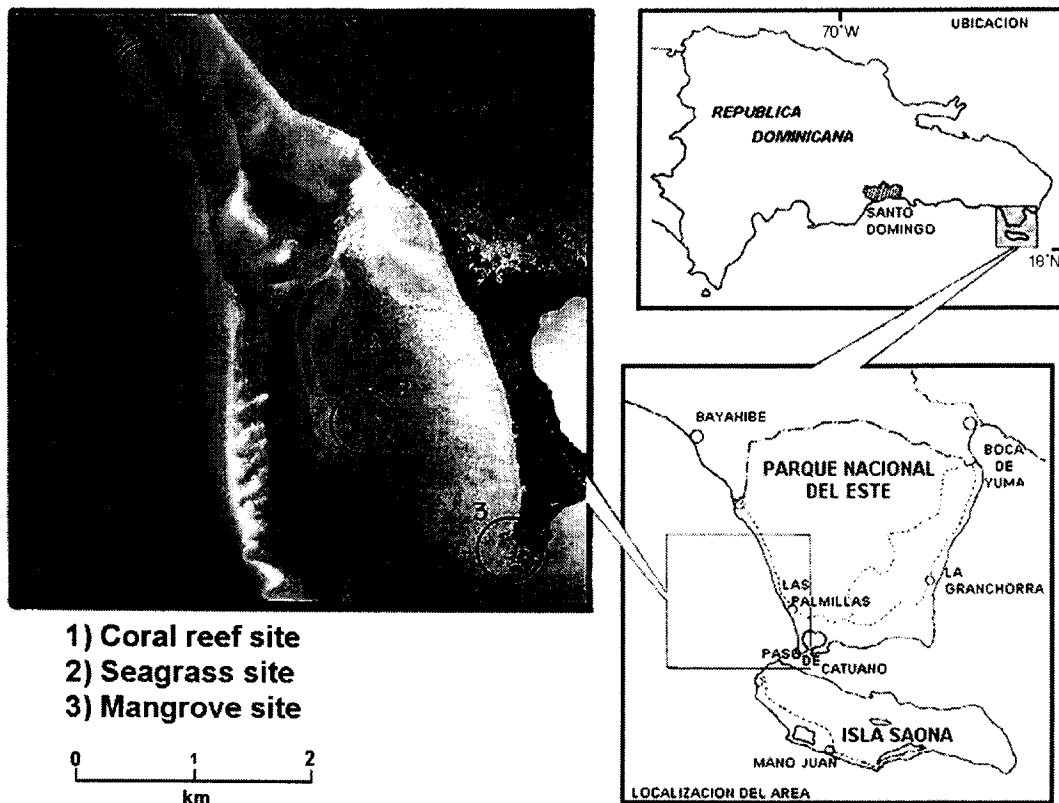 3
1) Coral reef site
2) Seagrass site
3) Mangrove site
0 1 2
km
70°W
UBICACION
REPUBLICA
DOMINICANA
SANTO
DOMINGO
18°N
BAYAHIBE
BOCA
DE
YUMA
PARQUE NACIONAL
DEL ESTE
LAS
PALMILLAS
LA
GRANCHORRA
PASO
DE
CATUANO
ISLA SAONA
MANO JUAN
LOCALIZACION DEL AREA